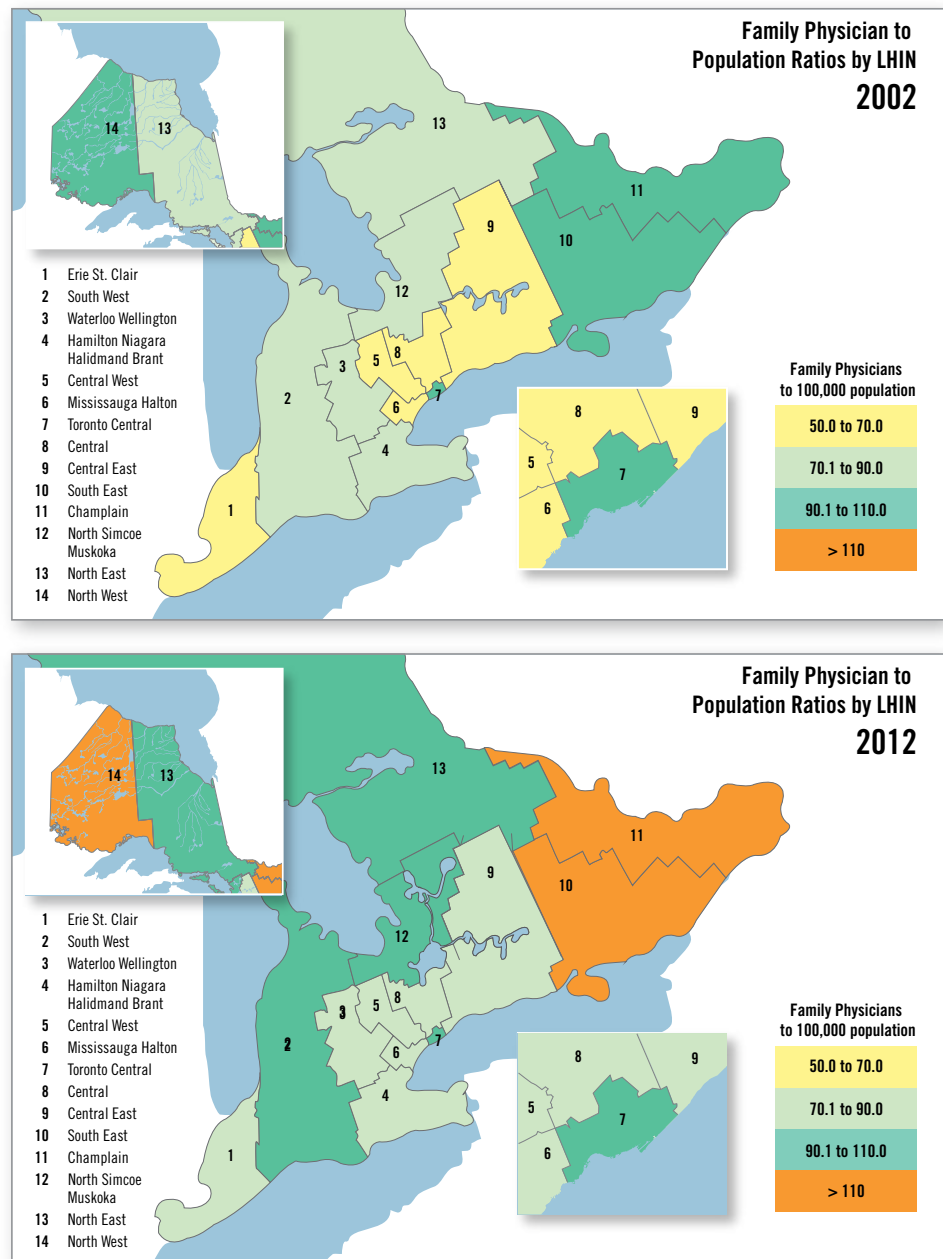 Family Physician to
Population Ratios by LHIN
2002
14
13
13
11
10
9
12
8
5
3
7
6
2
4
1
1 Erie St. Clair
2 South West
3 Waterloo Wellington
4 Hamilton Niagara
Halidmand Brant
5 Central West
6 Mississauga Halton
7 Toronto Central
8 Central
9 Central East
10 South East
11 Champlain
12 North Simcoe
Muskoka
13 North East
14 North West
8
9
5
7
6
Family Physicians
to 100,000 population
50.0 to 70.0
70.1 to 90.0
90.1 to 110.0
> 110
Family Physician to
Population Ratios by LHIN
2012
14
13
13
11
10
9
12
8
5
3
7
6
2
4
1
1 Erie St. Clair
2 South West
3 Waterloo Wellington
4 Hamilton Niagara
Halidmand Brant
5 Central West
6 Mississauga Halton
7 Toronto Central
8 Central
9 Central East
10 South East
11 Champlain
12 North Simcoe
Muskoka
13 North East
14 North West
8
9
5
7
6
Family Physicians
to 100,000 population
50.0 to 70.0
70.1 to 90.0
90.1 to 110.0
> 110